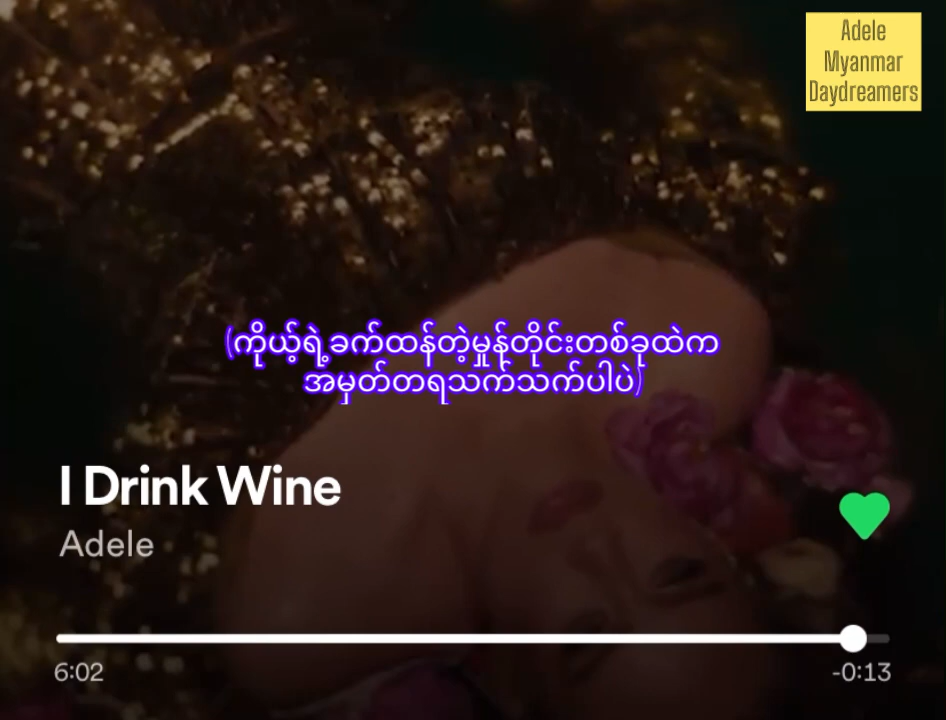 Adele
Myanmar
Daydreamers
(ကိုယ့်ရဲ့ခက်ထန်တဲ့မှုန်တိုင်းတစ်ခုထဲက
အမှတ်တရသက်သက်ပါပဲ)
I Drink Wine
Adele
6:02
-0:13